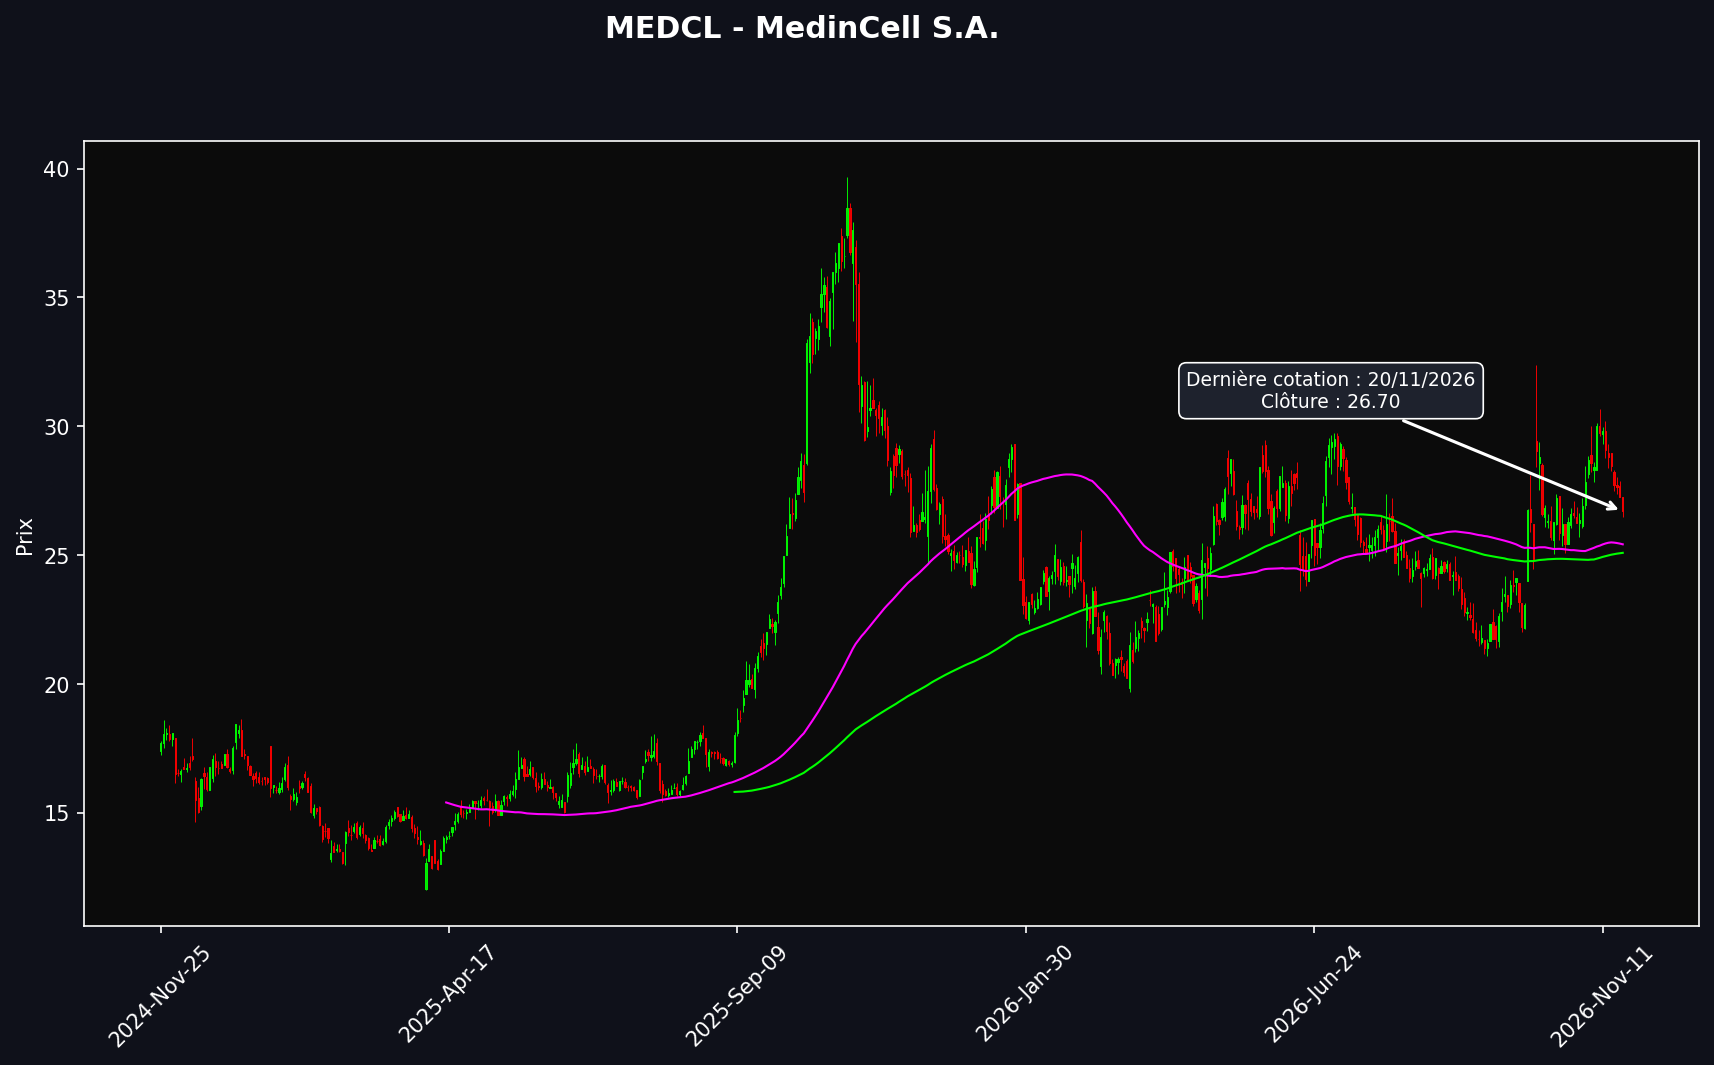 MEDCL - MedinCell S.A.
Prix
40
35
30
25
20
15
Dernière cotation : 20/11/2026
Clôture : 26.70
2024-Nov-25
2025-Apr-17
2025-Sep-09
2026-Jan-30
2026-Jun-24
2026-Nov-11